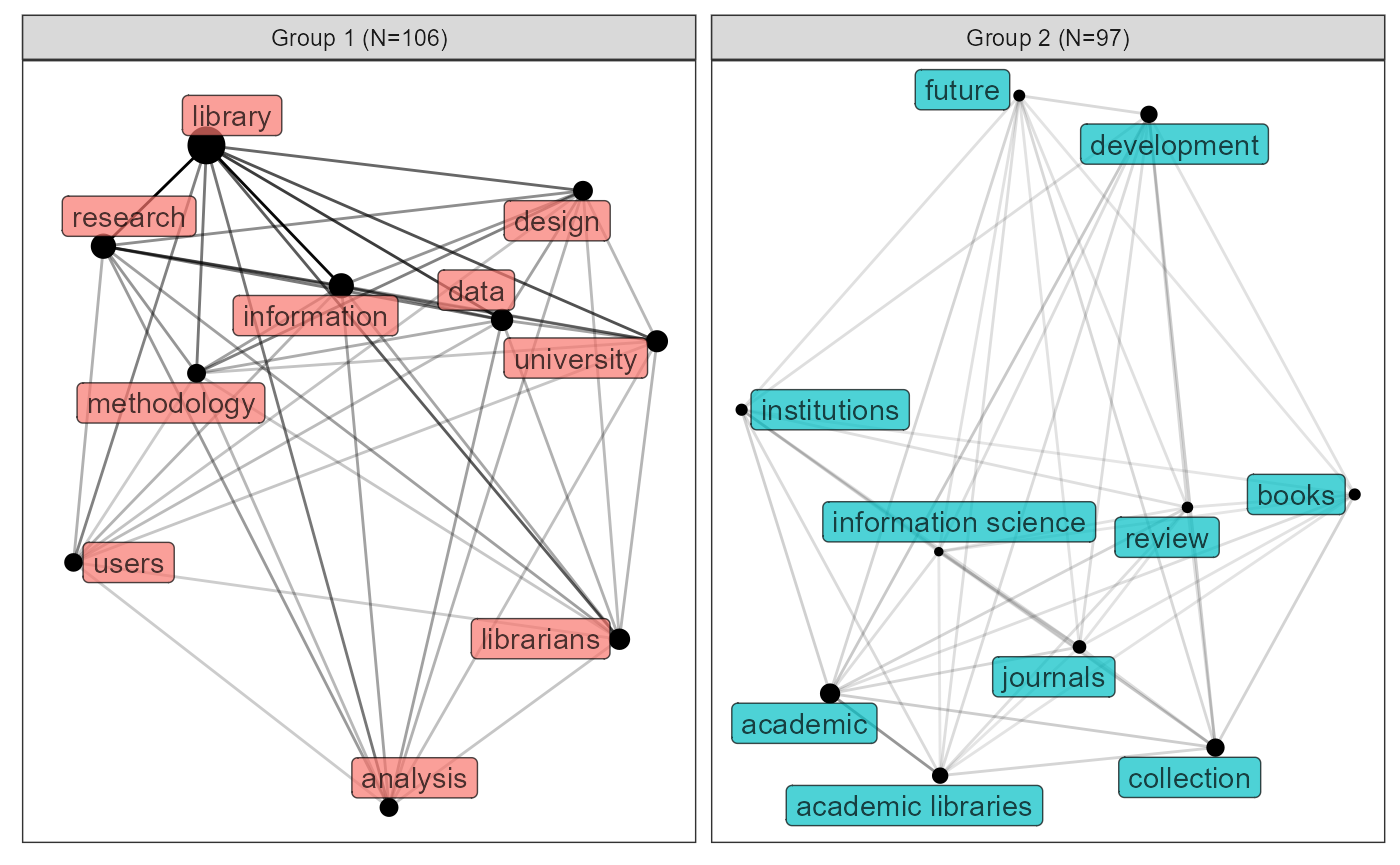 Group 1 (N=106)
library
research
design
data
information
university
methodology
users
librarians
analysis
Group 2 (N=97)
future
development
institutions
books
information science
review
journals
academic
collection
academic libraries